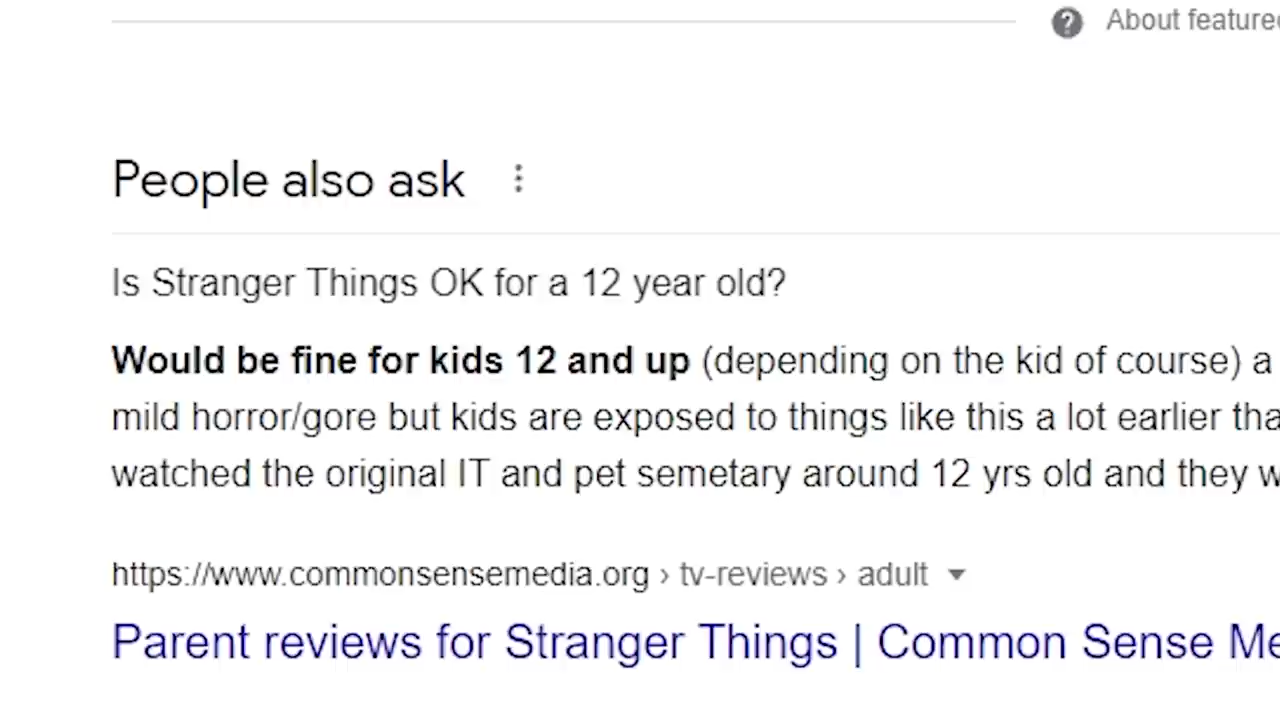 About featured
People also ask
Is Stranger Things OK for a 12 year old?
Would be fine for kids 12 and up (depending on the kid of course) a
mild horror/gore but kids are exposed to things like this a lot earlier tha
watched the original IT and pet semetary around 12 yrs old and they w
https://www.commonsensemedia.org › tv-reviews › adult
Parent reviews for Stranger Things | Common Sense Me